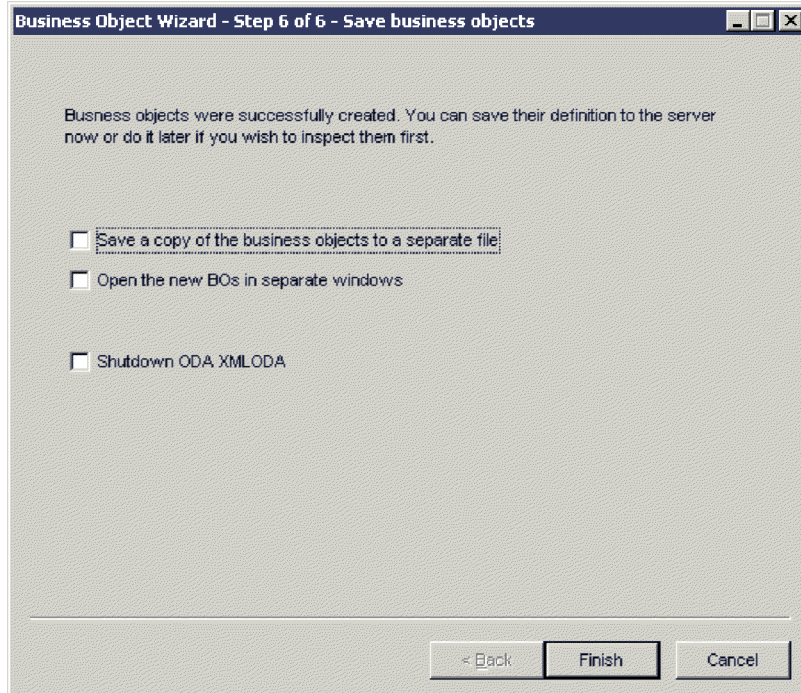 Business Object Wizard - Step 6 of 6 - Save business objects
Busness objects were successfully created. You can save their definition to the server
now or do it later if you wish to inspect them first.
Save a copy of the business objects to a separate file
Open the new BOs in separate windows
Shutdown ODA XMLODA
< Back
Finish
Cancel